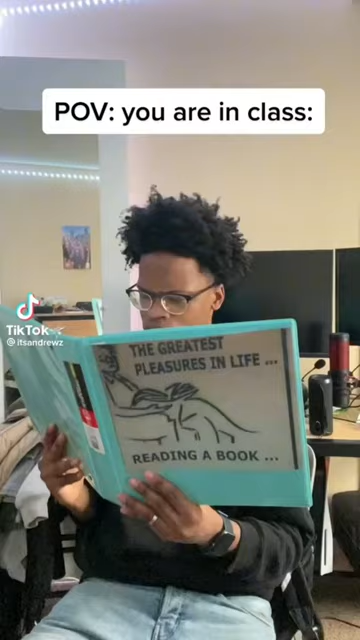 POV: you are in class:
TikTok
@itsandrewz
THE GREATEST
PLEASURES IN LIFE ...
READING A BOOK ...